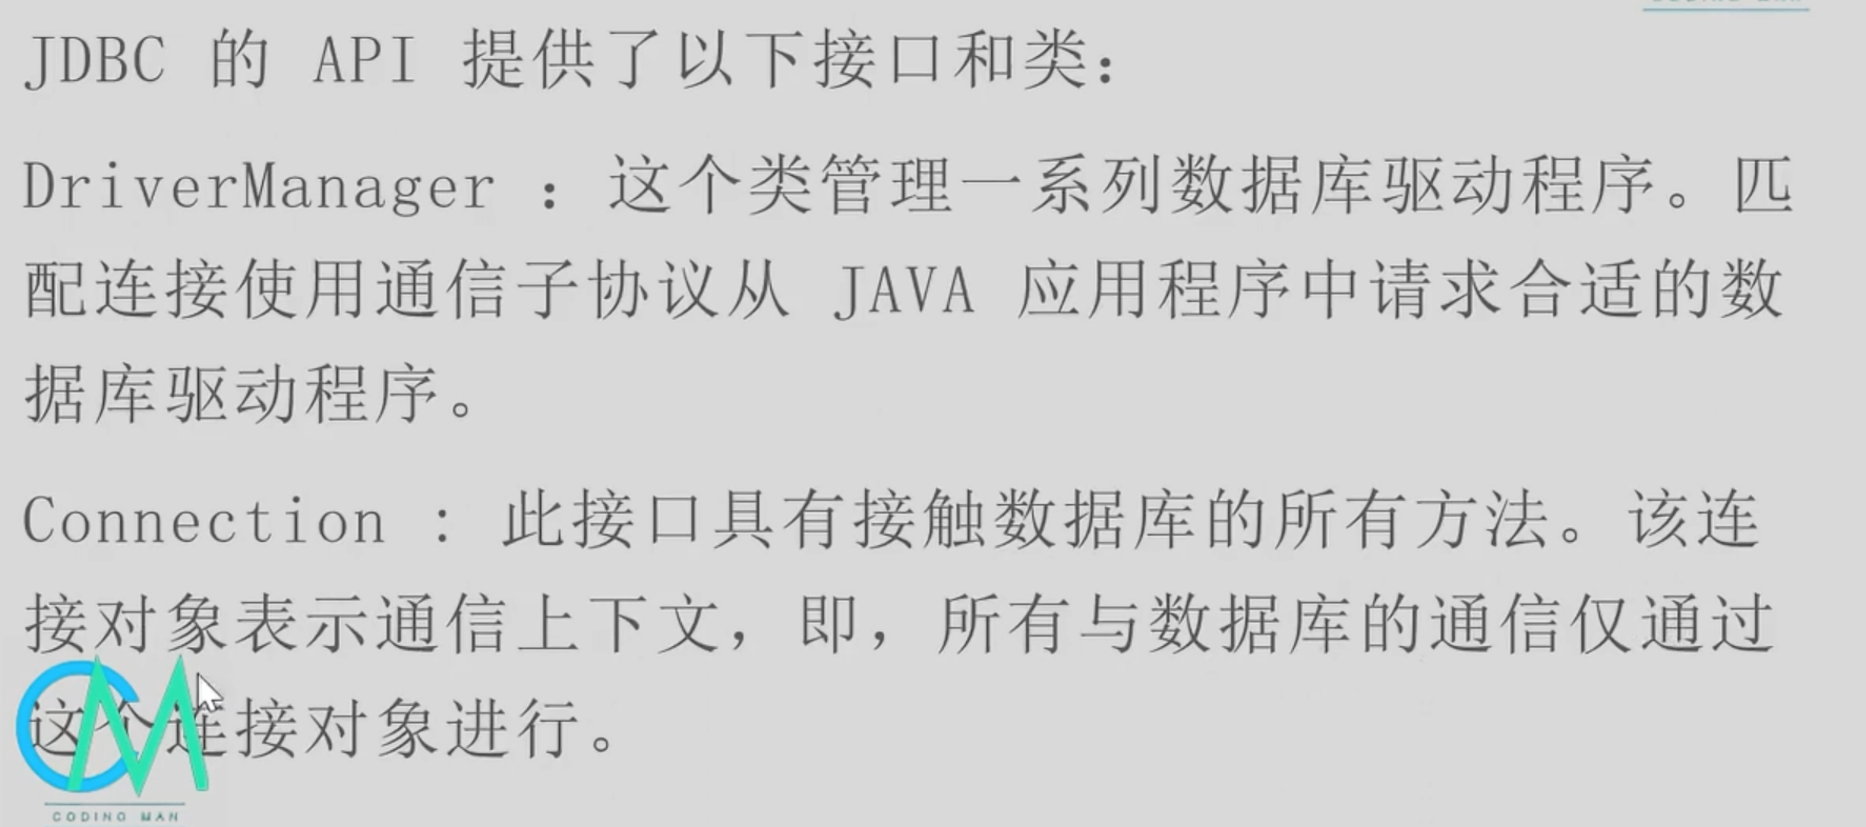 JDBC 的 API 提供了以下接口和类：
DriverManager ：这个类管理一系列数据库驱动程序。匹
配连接使用通信子协议从 JAVA 应用程序中请求合适的数
据库驱动程序。
Connection : 此接口具有接触数据库的所有方法。该连
接对象表示通信上下文，即，所有与数据库的通信仅通过
这个连接对象进行。
CM
CODING MAN